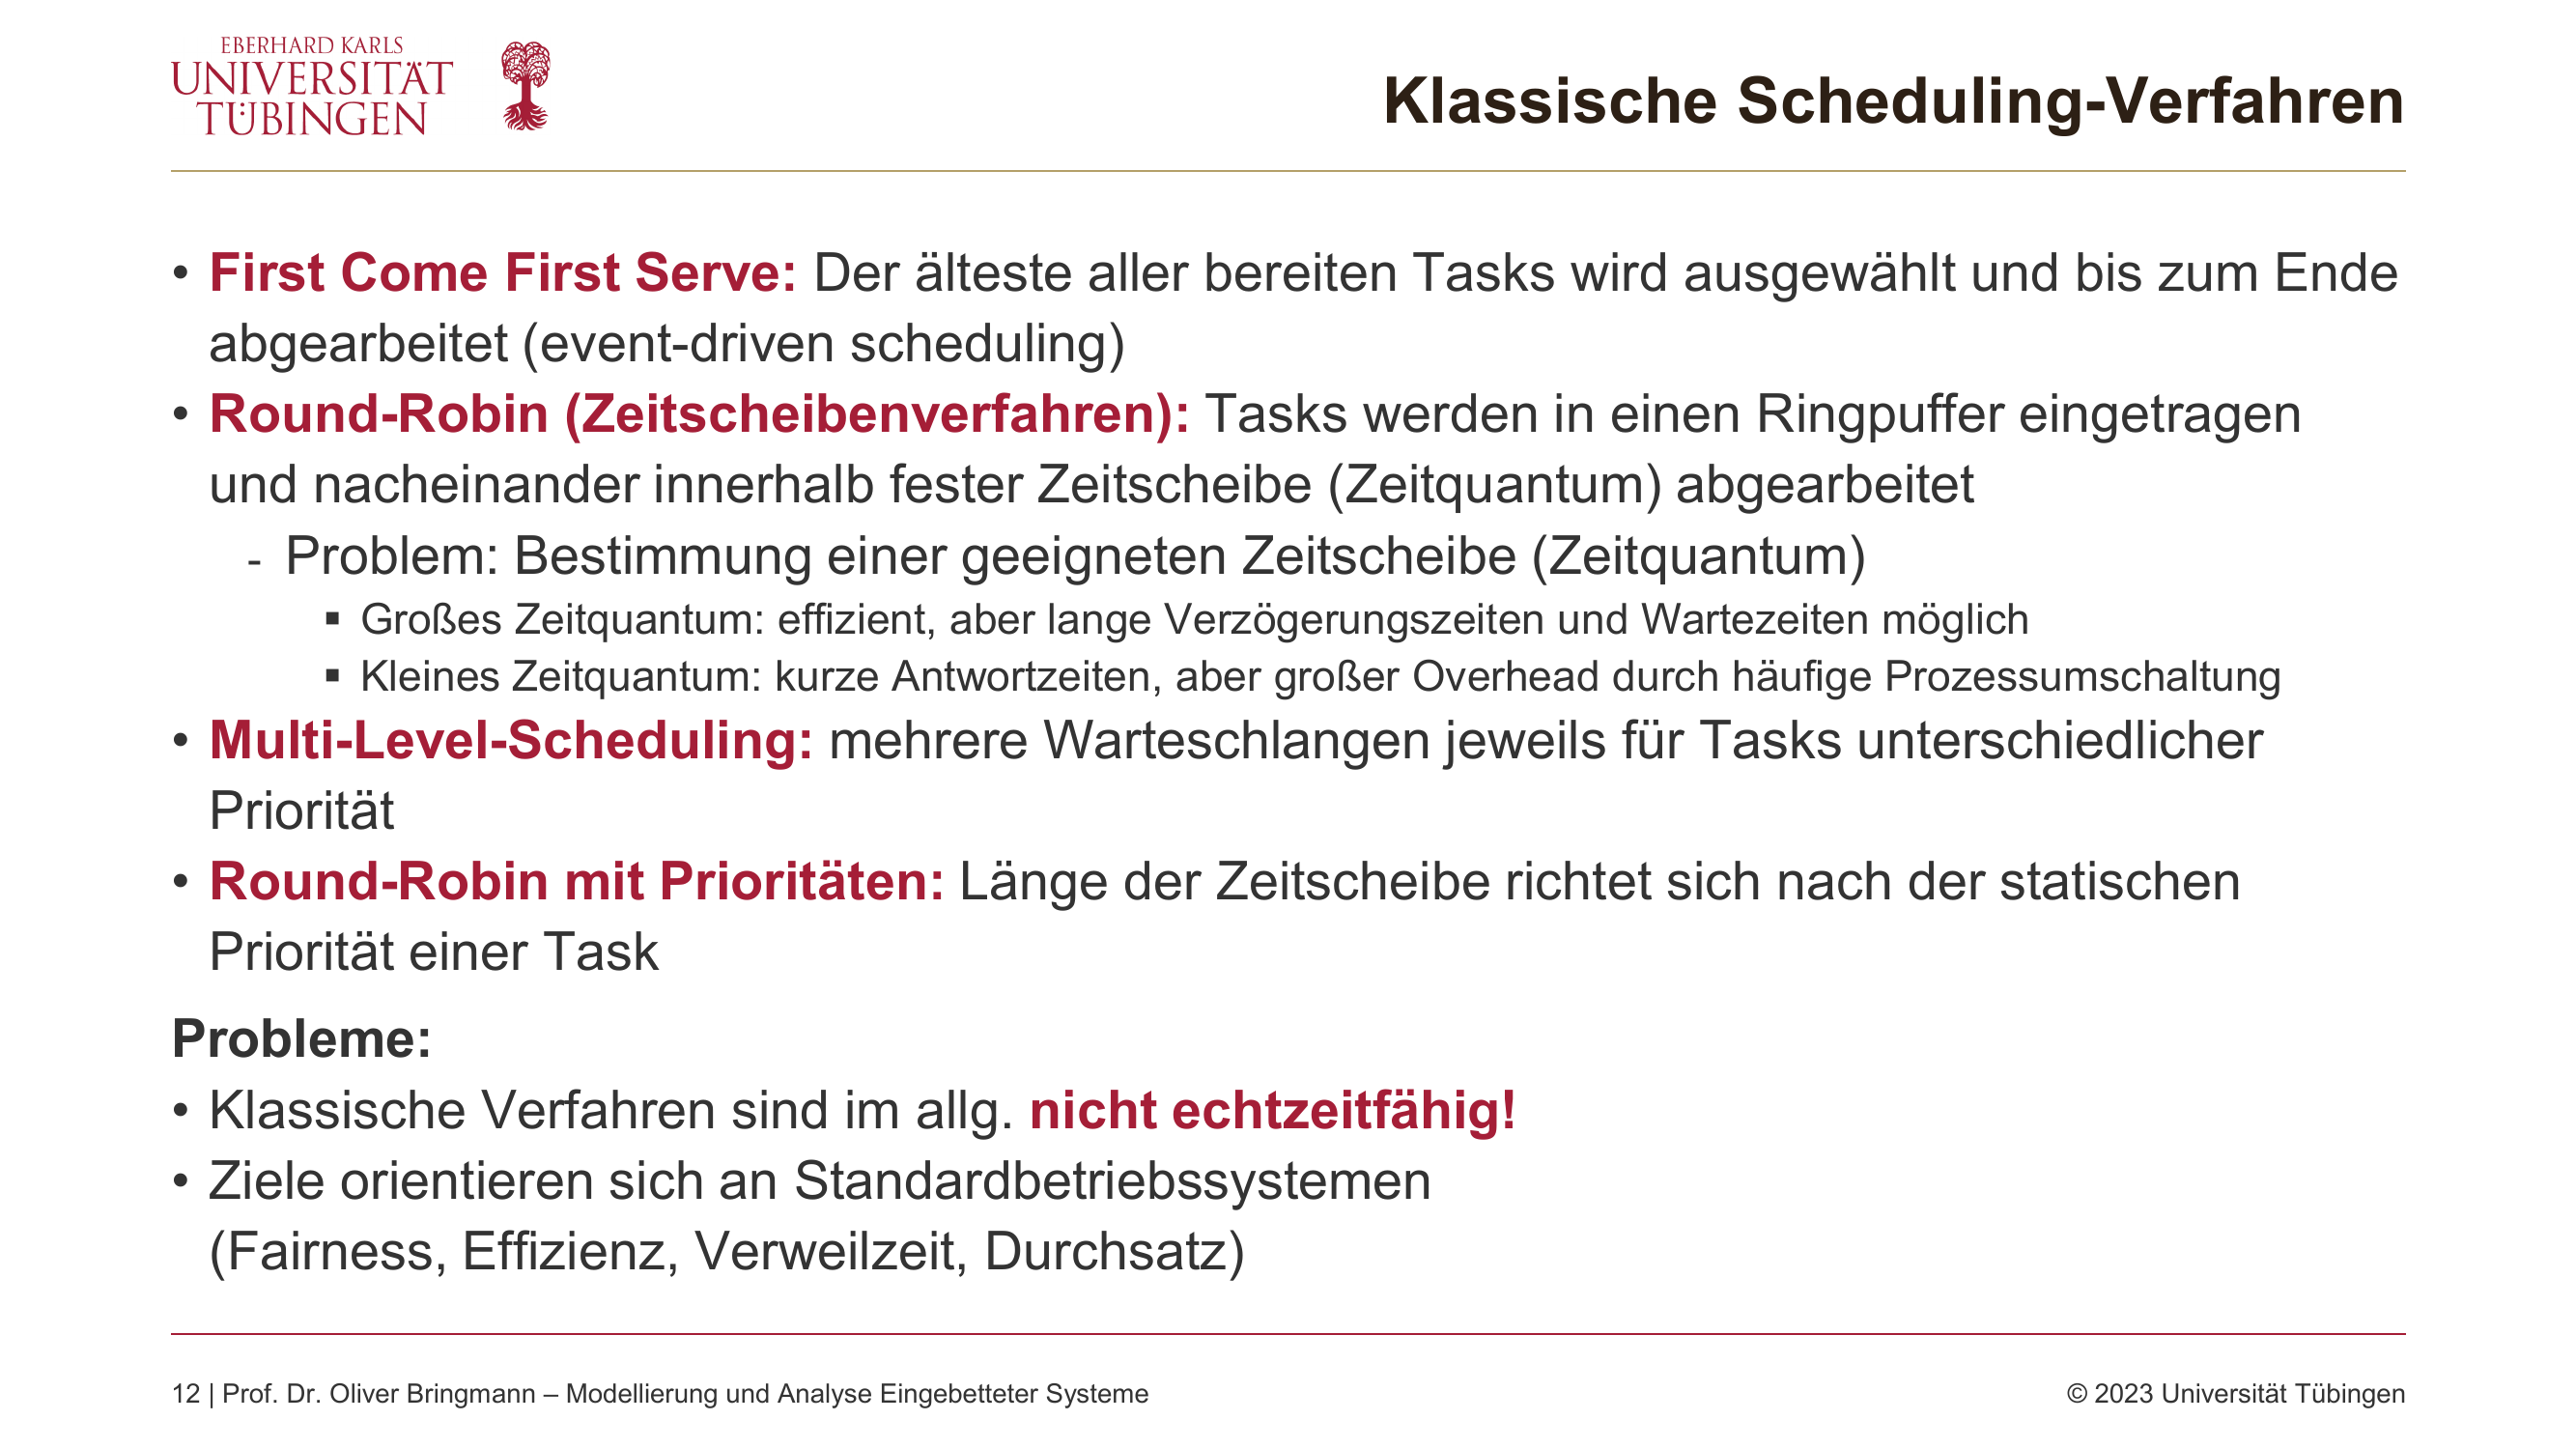 EBERHARD KARLS
UNIVERSITÄT
TÜBINGEN
Klassische Scheduling-Verfahren
• First Come First Serve: Der älteste aller bereiten Tasks wird ausgewählt und bis zum Ende
abgearbeitet (event-driven scheduling)
• Round-Robin (Zeitscheibenverfahren): Tasks werden in einen Ringpuffer eingetragen
und nacheinander innerhalb fester Zeitscheibe (Zeitquantum) abgearbeitet
- Problem: Bestimmung einer geeigneten Zeitscheibe (Zeitquantum)
▪ Großes Zeitquantum: effizient, aber lange Verzögerungszeiten und Wartezeiten möglich
▪ Kleines Zeitquantum: kurze Antwortzeiten, aber großer Overhead durch häufige Prozessumschaltung
• Multi-Level-Scheduling: mehrere Warteschlangen jeweils für Tasks unterschiedlicher
Priorität
• Round-Robin mit Prioritäten: Länge der Zeitscheibe richtet sich nach der statischen
Priorität einer Task
Probleme:
• Klassische Verfahren sind im allg. nicht echtzeitfähig!
• Ziele orientieren sich an Standardbetriebssystemen
(Fairness, Effizienz, Verweilzeit, Durchsatz)
12 | Prof. Dr. Oliver Bringmann – Modellierung und Analyse Eingebetteter Systeme
© 2023 Universität Tübingen